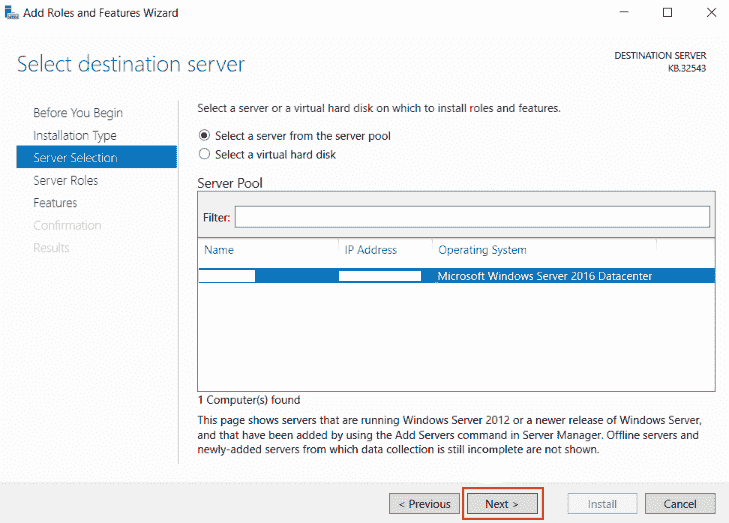 Add Roles and Features Wizard
Select destination server
DESTINATION SERVER
KB.32543
Before You Begin
Installation Type
Server Selection
Server Roles
Features
Confirmation
Results
Select a server or a virtual hard disk on which to install roles and features.
Select a server from the server pool
Select a virtual hard disk
Server Pool
Filter:
Name IP Address Operating System
Microsoft Windows Server 2016 Datacenter
1 Computer(s) found
This page shows servers that are running Windows Server 2012 or a newer release of Windows Server,
and that have been added by using the Add Servers command in Server Manager. Offline servers and
newly-added servers from which data collection is still incomplete are not shown.
< Previous Next > Install Cancel